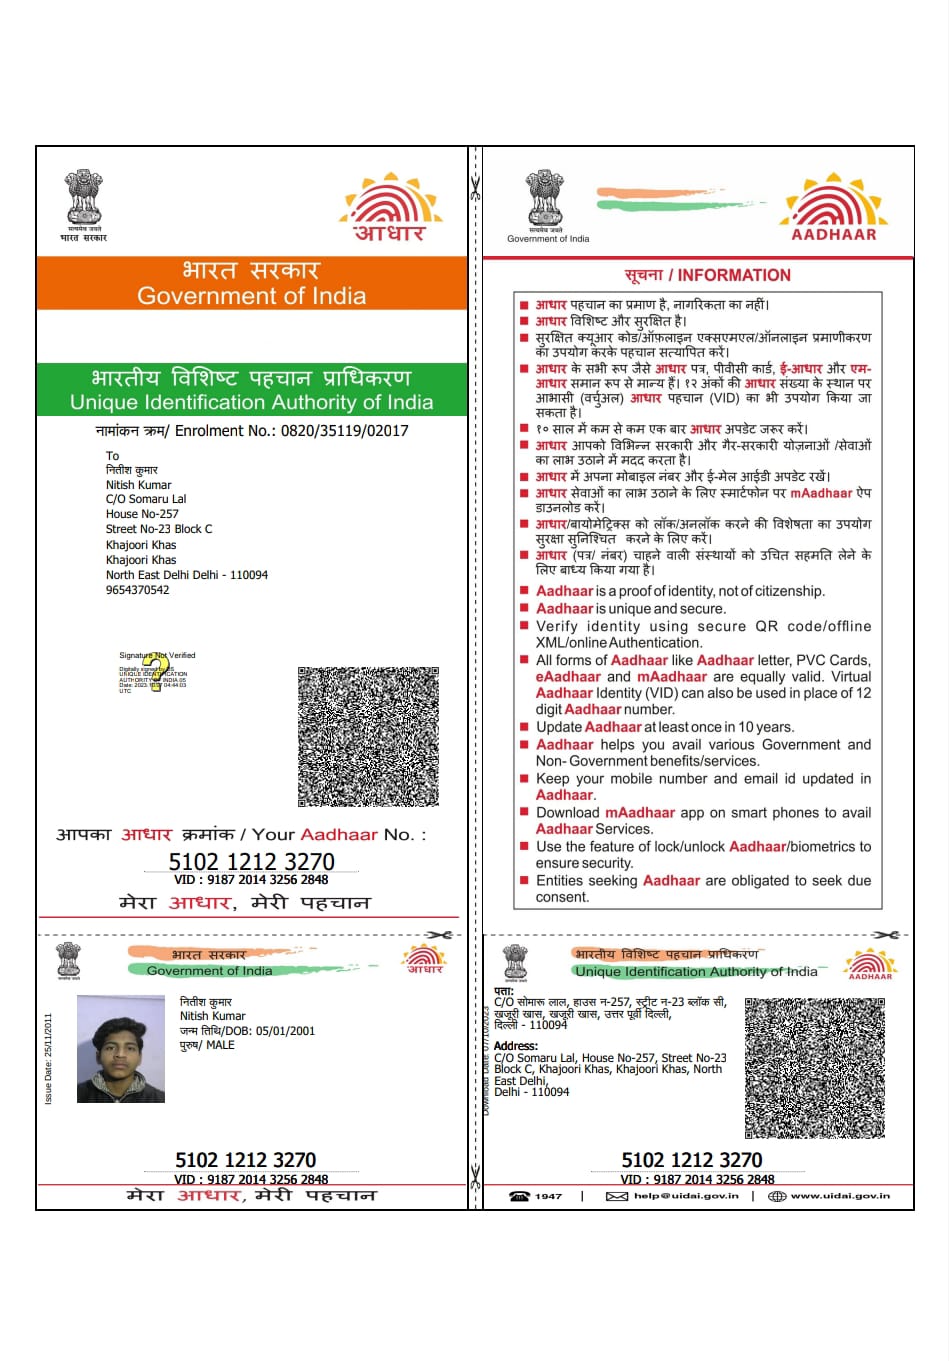 सत्यमेव जयते
भारत सरकार
आधार
भारत सरकार
Government of India
भारतीय विशिष्ट पहचान प्राधिकरण
Unique Identification Authority of India
नामांकन क्रम/ Enrolment No.: 0820/35119/02017
To
नितीश कुमार
Nitish Kumar
C/O Somaru Lal
House No-257
Street No-23 Block C
Khajoori Khas
Khajoori Khas
North East Delhi Delhi - 110094
9654370542
Signature Not Verified
Digitally signed by DS
UNIQUE IDENTIFICATION
AUTHORITY OF INDIA 05
Date: 2023 04:44:03
UTC
आपका आधार क्रमांक / Your Aadhaar No. :
5102 1212 3270
VID : 9187 2014 3256 2848
मेरा आधार, मेरी पहचान
सत्यमेव जयते
Government of India
AADHAAR
सूचना / INFORMATION
आधार पहचान का प्रमाण है, नागरिकता का नहीं।
आधार विशिष्ट और सुरक्षित है।
सुरक्षित क्यूआर कोड/ऑफ़लाइन एक्सएमएल/ऑनलाइन प्रमाणीकरण
का उपयोग करके पहचान सत्यापित करें।
आधार के सभी रूप जैसे आधार पत्र, पीवीसी कार्ड, ई-आधार और एम-
आधार समान रूप से मान्य हैं। १२ अंकों की आधार संख्या के स्थान पर
आभासी (वर्चुअल) आधार पहचान (VID) का भी उपयोग किया जा
सकता है।
१० साल में कम से कम एक बार आधार अपडेट जरूर करें।
आधार आपको विभिन्न सरकारी और गैर-सरकारी योजनाओं /सेवाओं
का लाभ उठाने में मदद करता है।
आधार में अपना मोबाइल नंबर और ई-मेल आईडी अपडेट रखें।
आधार सेवाओं का लाभ उठाने के लिए स्मार्टफोन पर mAadhaar ऐप
डाउनलोड करें।
आधार/बायोमेट्रिक्स को लॉक/अनलॉक करने की विशेषता का उपयोग
सुरक्षा सुनिश्चित करने के लिए करें।
आधार (पत्र/ नंबर) चाहने वाली संस्थायों को उचित सहमति लेने के
लिए बाध्य किया गया है।
Aadhaar is a proof of identity, not of citizenship.
Aadhaar is unique and secure.
Verify identity using secure QR code/offline
XML/online Authentication.
All forms of Aadhaar like Aadhaar letter, PVC Cards,
eAadhaar and mAadhaar are equally valid. Virtual
Aadhaar Identity (VID) can also be used in place of 12
digit Aadhaar number.
Update Aadhaar at least once in 10 years.
Aadhaar helps you avail various Government and
Non- Government benefits/services.
Keep your mobile number and email id updated in
Aadhaar.
Download mAadhaar app on smart phones to avail
Aadhaar Services.
Use the feature of lock/unlock Aadhaar/biometrics to
ensure security.
Entities seeking Aadhaar are obligated to seek due
consent.
भारत सरकार
Government of India
आधार
Issue Date: 25/11/2011
नितीश कुमार
Nitish Kumar
जन्म तिथि/DOB: 05/01/2001
पुरुष/ MALE
5102 1212 3270
VID : 9187 2014 3256 2848
मेरा आधार, मेरी पहचान
भारतीय विशिष्ट पहचान प्राधिकरण
Unique Identification Authority of India
AADHAAR
Download Date: 07/10/2023
पता:
C/O सोमारू लाल, हाउस न-257, स्ट्रीट न-23 ब्लॉक सी,
खजूरी खास, खजूरी खास, उत्तर पूर्वी दिल्ली,
दिल्ली - 110094
Address:
C/O Somaru Lal, House No-257, Street No-23
Block C, Khajoori Khas, Khajoori Khas, North
East Delhi,
Delhi - 110094
5102 1212 3270
VID : 9187 2014 3256 2848
1947 | help@uidai.gov.in | www.uidai.gov.in